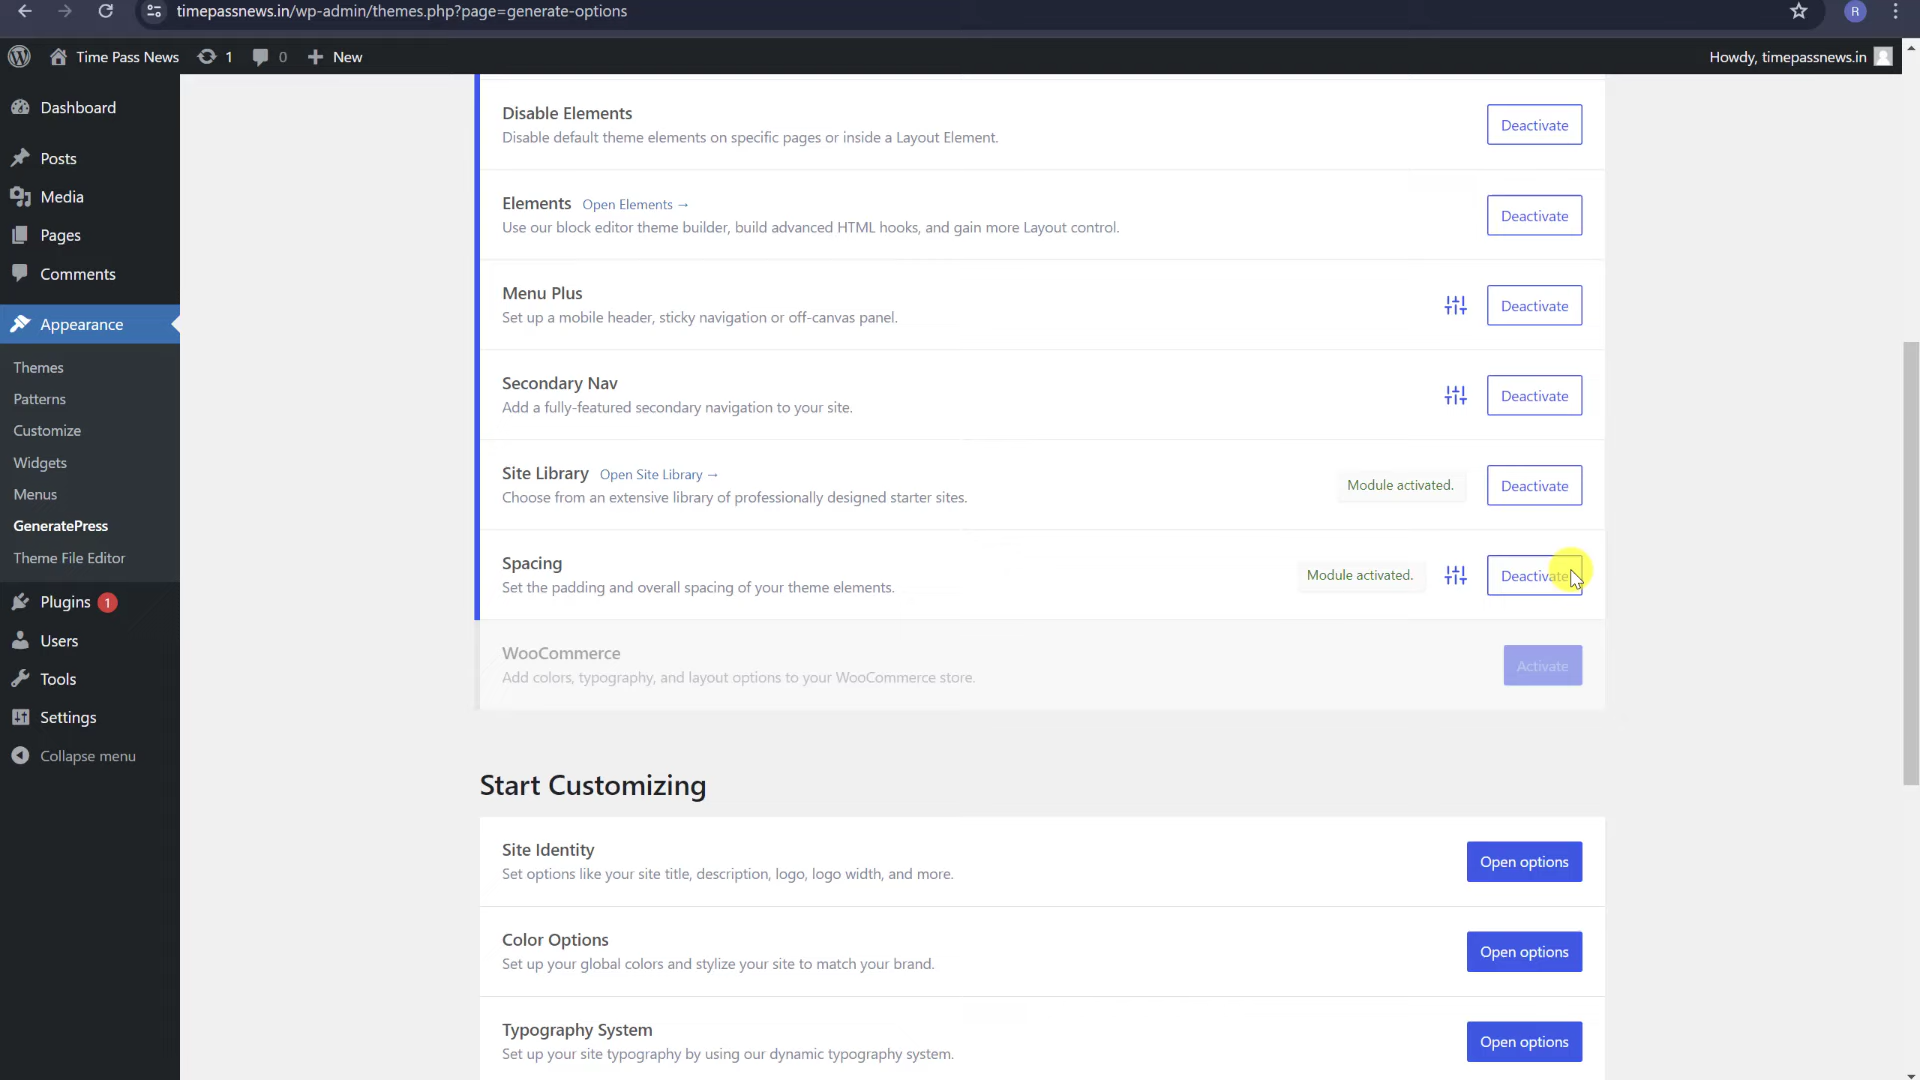 timepassnews.in/wp-admin/themes.php?page=generate-options
R
Time Pass News
1
0
New
Howdy, timepassnews.in
Dashboard
Posts
Media
Pages
Comments
Appearance
Themes
Patterns
Customize
Widgets
Menus
GeneratePress
Theme File Editor
Plugins 1
Users
Tools
Settings
Collapse menu
Disable Elements
Disable default theme elements on specific pages or inside a Layout Element.
Deactivate
Elements Open Elements →
Use our block editor theme builder, build advanced HTML hooks, and gain more Layout control.
Deactivate
Menu Plus
Set up a mobile header, sticky navigation or off-canvas panel.
Deactivate
Secondary Nav
Add a fully-featured secondary navigation to your site.
Deactivate
Site Library Open Site Library →
Choose from an extensive library of professionally designed starter sites.
Module activated.
Deactivate
Spacing
Set the padding and overall spacing of your theme elements.
Module activated.
Deactivate
WooCommerce
Add colors, typography, and layout options to your WooCommerce store.
Activate
Start Customizing
Site Identity
Set options like your site title, description, logo, logo width, and more.
Open options
Color Options
Set up your global colors and stylize your site to match your brand.
Open options
Typography System
Set up your site typography by using our dynamic typography system.
Open options